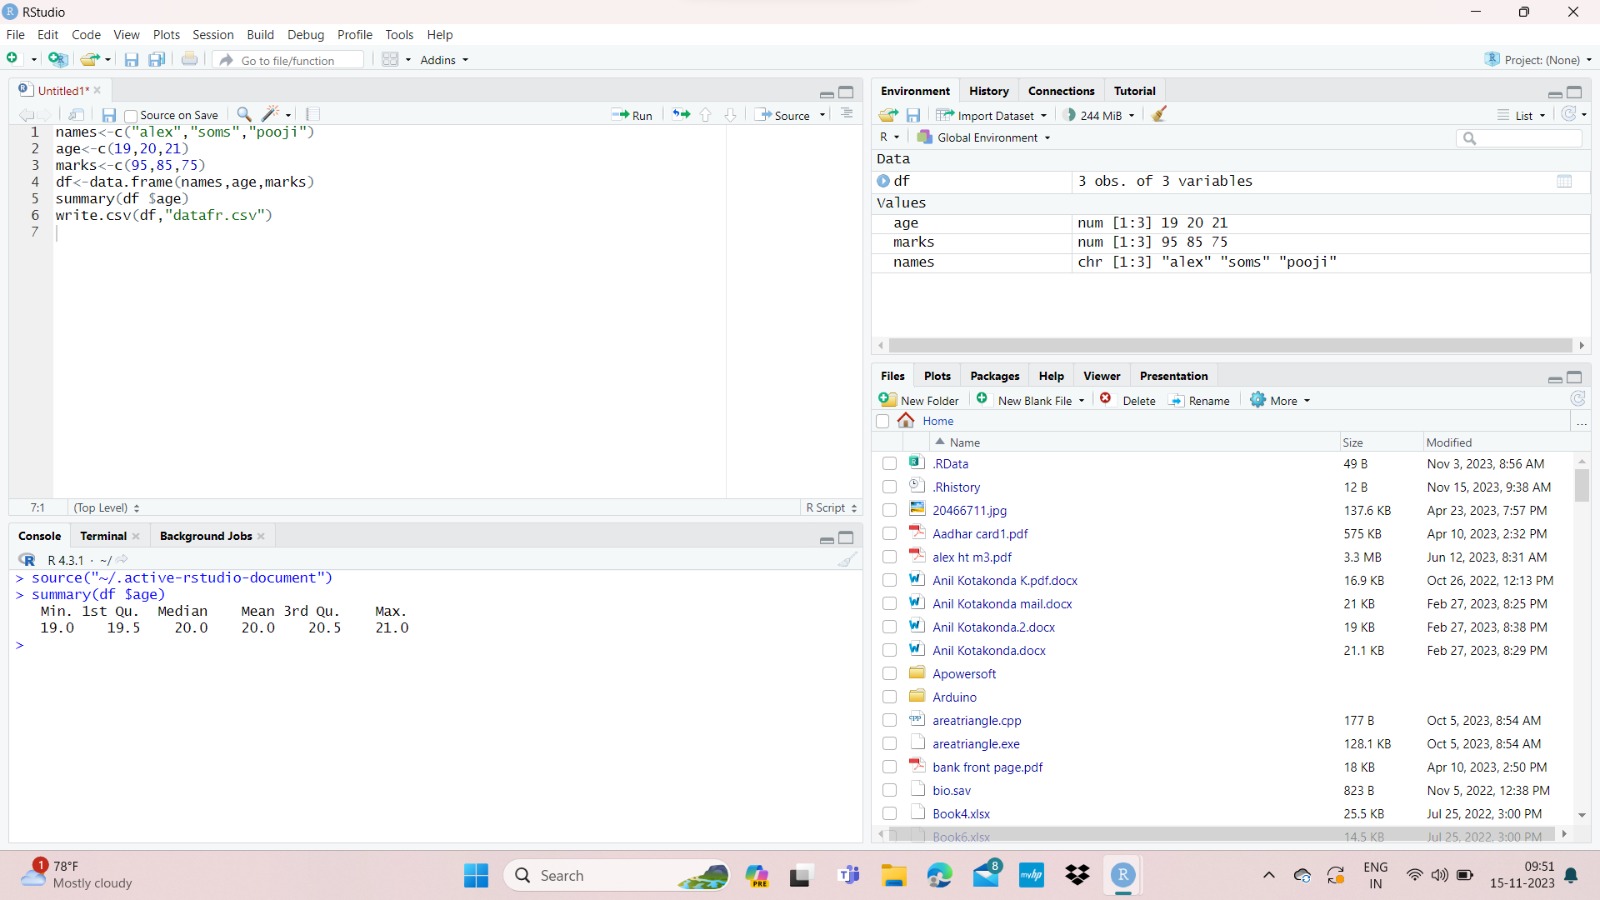 RStudio
File Edit Code View Plots Session Build Debug Profile Tools Help
Go to file/function Addins Project: (None)
Untitled1*
Source on Save Run Source
1 names<-c("alex","soms","pooji")
2 age<-c(19,20,21)
3 marks<-c(95,85,75)
4 df<-data.frame(names,age,marks)
5 summary(df $age)
6 write.csv(df,"datafr.csv")
7
7:1 (Top Level) R Script
Console Terminal Background Jobs
R 4.3.1 · ~/
> source("~/.active-rstudio-document")
> summary(df $age)
Min. 1st Qu. Median Mean 3rd Qu. Max.
19.0 19.5 20.0 20.0 20.5 21.0
>
Environment History Connections Tutorial
Import Dataset 244 MiB List
R Global Environment
Data
df 3 obs. of 3 variables
Values
age num [1:3] 19 20 21
marks num [1:3] 95 85 75
names chr [1:3] "alex" "soms" "pooji"
Files Plots Packages Help Viewer Presentation
New Folder New Blank File Delete Rename More
Home ...
Name Size Modified
.RData 49 B Nov 3, 2023, 8:56 AM
.Rhistory 12 B Nov 15, 2023, 9:38 AM
20466711.jpg 137.6 KB Apr 23, 2023, 7:57 PM
Aadhar card1.pdf 575 KB Apr 10, 2023, 2:32 PM
alex ht m3.pdf 3.3 MB Jun 12, 2023, 8:31 AM
Anil Kotakonda K.pdf.docx 16.9 KB Oct 26, 2022, 12:13 PM
Anil Kotakonda mail.docx 21 KB Feb 27, 2023, 8:25 PM
Anil Kotakonda.2.docx 19 KB Feb 27, 2023, 8:38 PM
Anil Kotakonda.docx 21.1 KB Feb 27, 2023, 8:29 PM
Apowersoft
Arduino
areatriangle.cpp 177 B Oct 5, 2023, 8:54 AM
areatriangle.exe 128.1 KB Oct 5, 2023, 8:54 AM
bank front page.pdf 18 KB Apr 10, 2023, 2:50 PM
bio.sav 823 B Nov 5, 2022, 12:38 PM
Book4.xlsx 25.5 KB Jul 25, 2022, 3:00 PM
Book6.xlsx 14.5 KB Jul 25, 2022, 3:00 PM
1 78°F
Mostly cloudy
Search
PRE
8
myhp
R
ENG
IN
09:51
15-11-2023